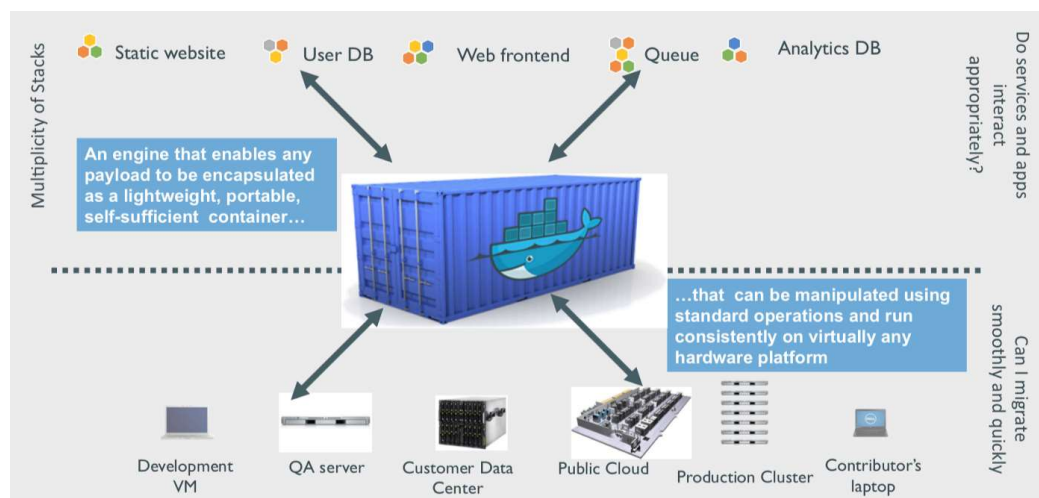 Multiplicity of Stacks
Static website
User DB
Web frontend
Queue
Analytics DB
Do services and apps
interact
appropriately?
An engine that enables any
payload to be encapsulated
as a lightweight, portable,
self-sufficient container…
…that can be manipulated using
standard operations and run
consistently on virtually any
hardware platform
Can I migrate
smoothly and quickly
Development
VM
QA server
Customer Data
Center
Public Cloud
Production Cluster
Contributor's
laptop